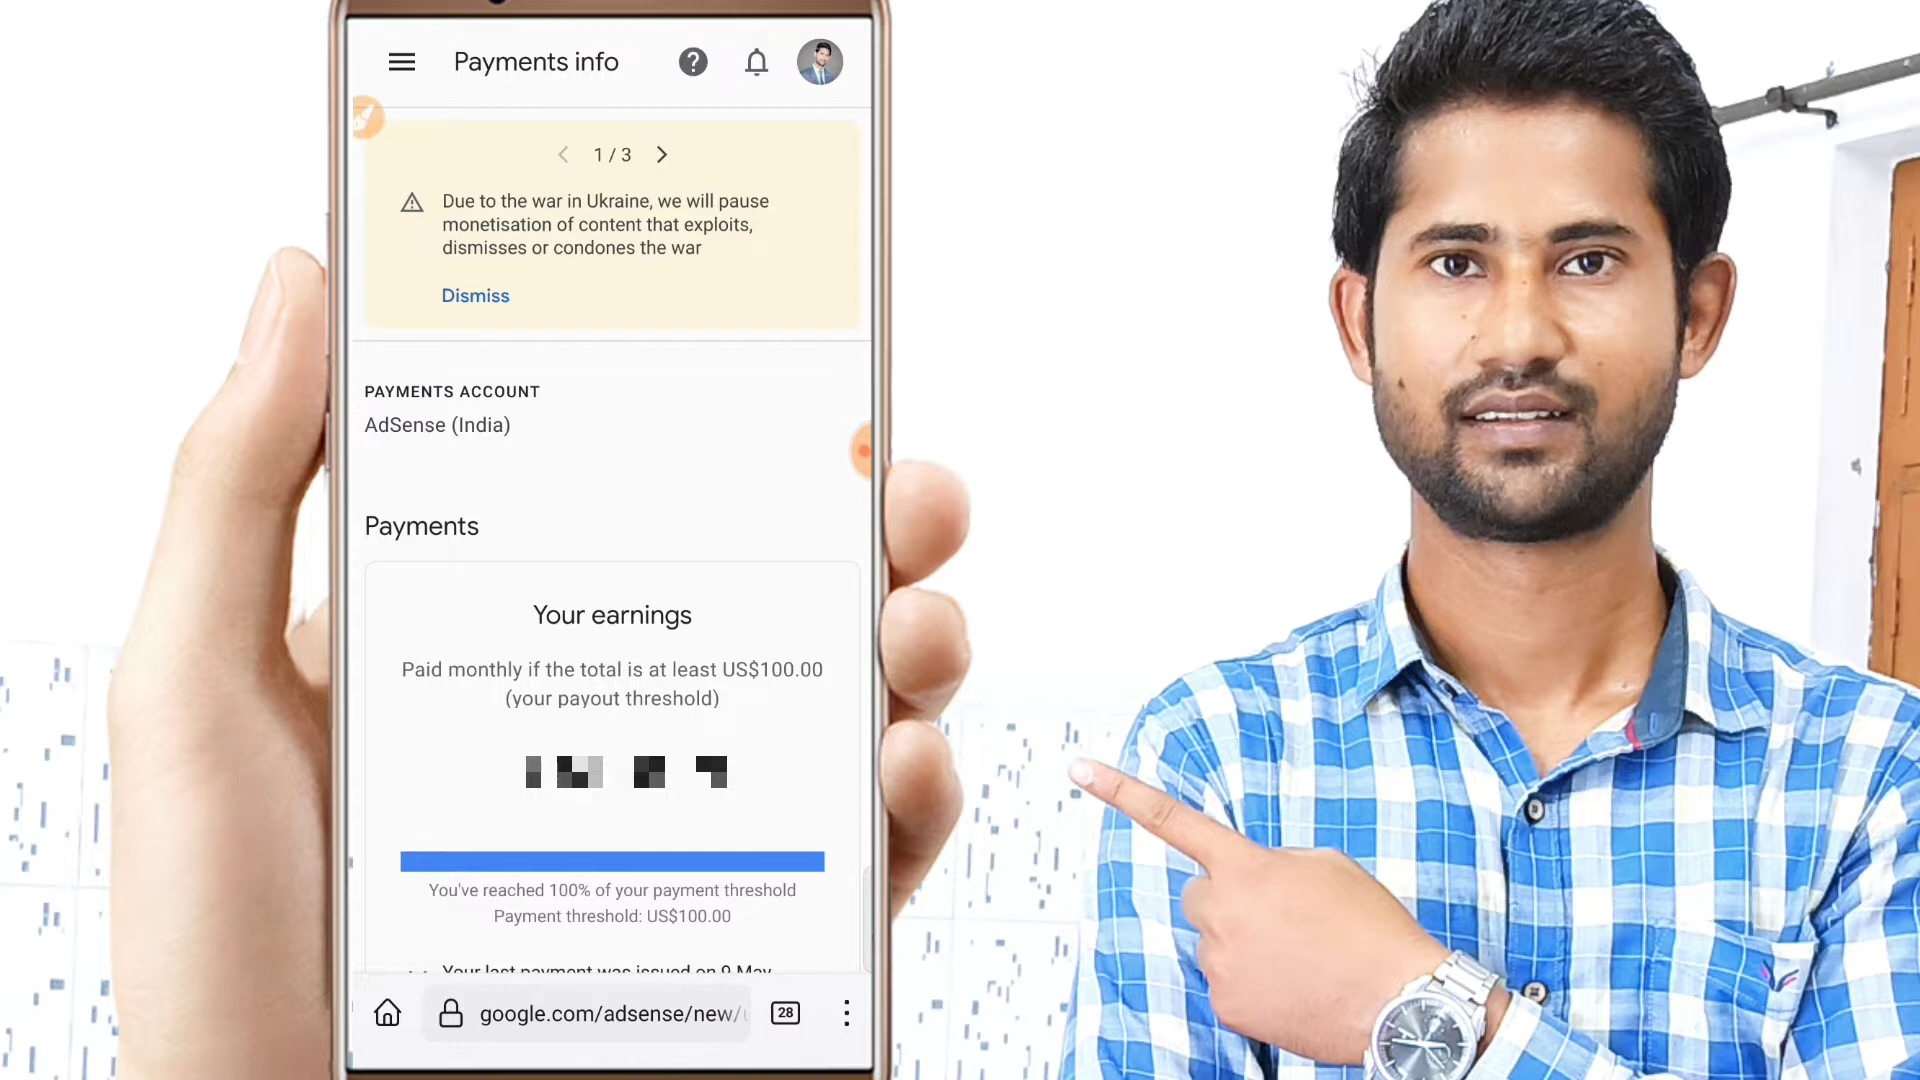 Payments info
1 / 3
Due to the war in Ukraine, we will pause
monetisation of content that exploits,
dismisses or condones the war
Dismiss
PAYMENTS ACCOUNT
AdSense (India)
Payments
Your earnings
Paid monthly if the total is at least US$100.00
(your payout threshold)
You've reached 100% of your payment threshold
Payment threshold: US$100.00
Your last payment was issued on 9 May
google.com/adsense/new/
28